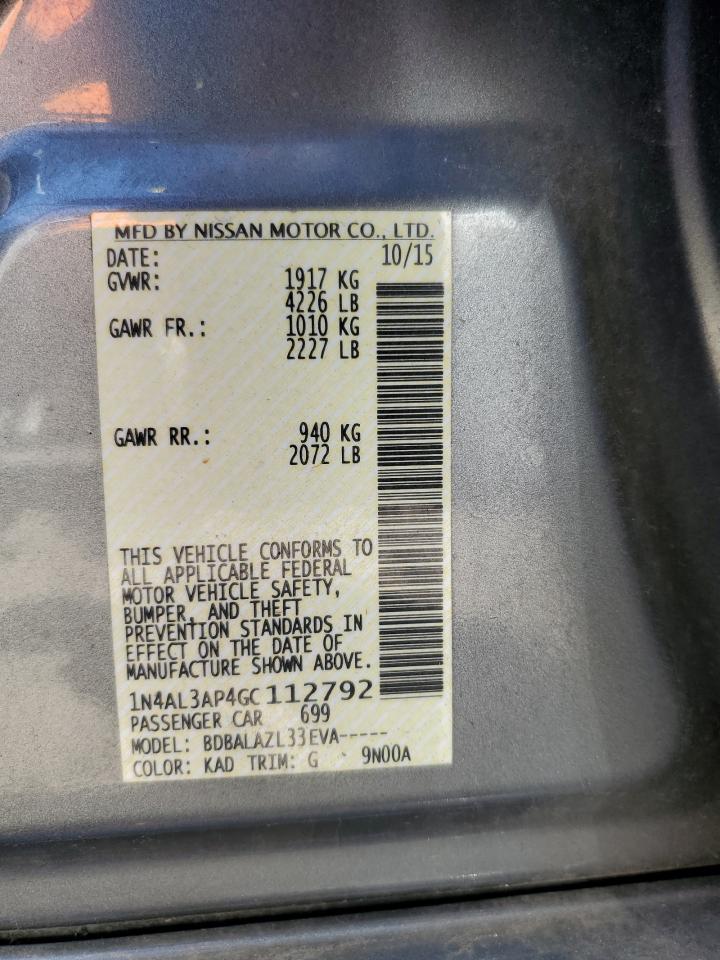 MFD BY NISSAN MOTOR CO., LTD.
DATE: 10/15
GVWR: 1917 KG
4226 LB
GAWR FR.: 1010 KG
2227 LB
GAWR RR.: 940 KG
2072 LB
THIS VEHICLE CONFORMS TO
ALL APPLICABLE FEDERAL
MOTOR VEHICLE SAFETY,
BUMPER, AND THEFT
PREVENTION STANDARDS IN
EFFECT ON THE DATE OF
MANUFACTURE SHOWN ABOVE.
1N4AL3AP4GC112792
PASSENGER CAR 699
MODEL: BDBALAZL33EVA-----
COLOR: KAD TRIM: G 9N00A